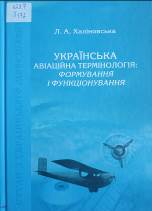 Л. А. Халіновська
УКРАЇНСЬКА
АВІАЦІЙНА ТЕРМІНОЛОГІЯ:
ФОРМУВАННЯ
І ФУНКЦІОНУВАННЯ